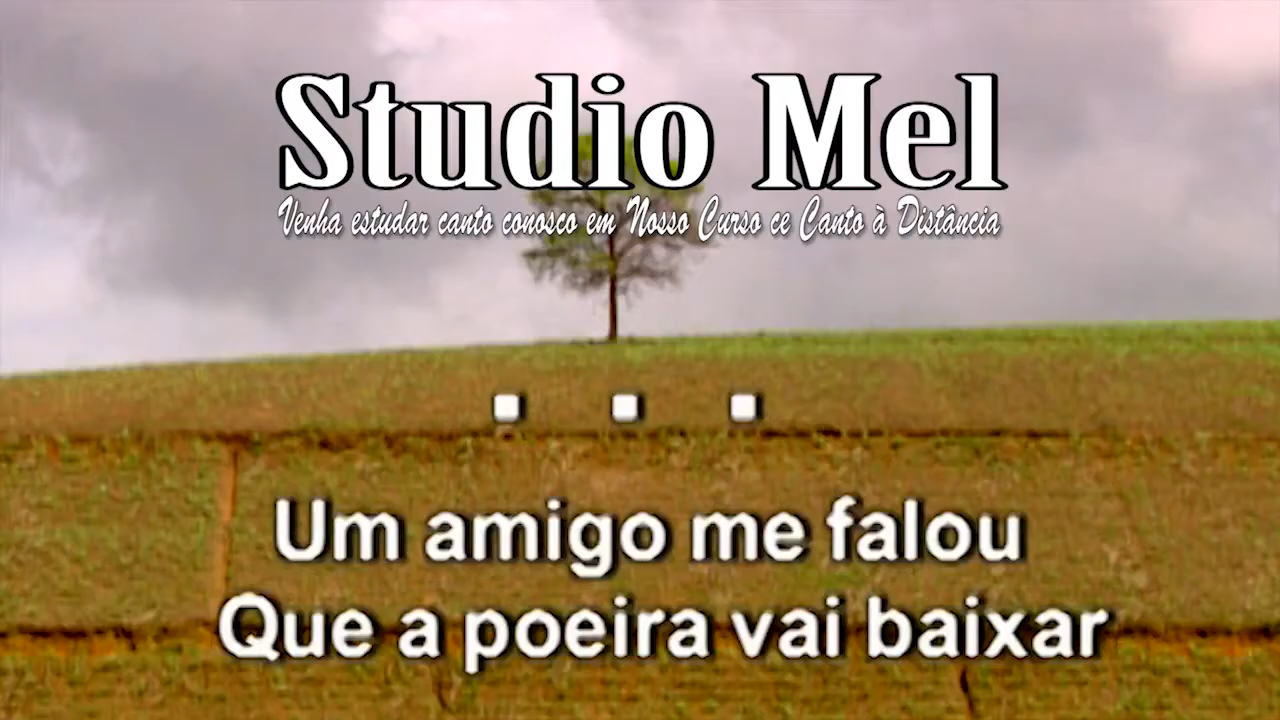 Studio Mel
Venha estudar canto conosco em Nosso Curso ce Canto à Distância
. . .
Um amigo me falou
Que a poeira vai baixar